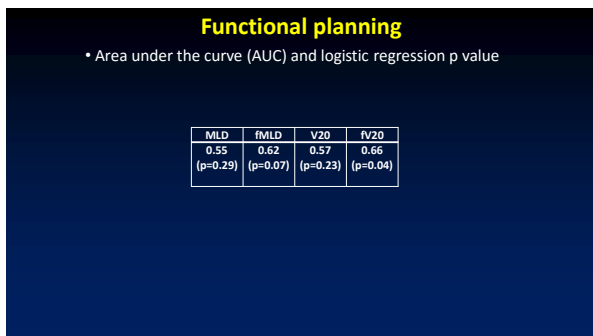 Functional planning
• Area under the curve (AUC) and logistic regression p value
MLD fMLD V20 fV20
0.55 0.62 0.57 0.66
(p=0.29) (p=0.07) (p=0.23) (p=0.04)